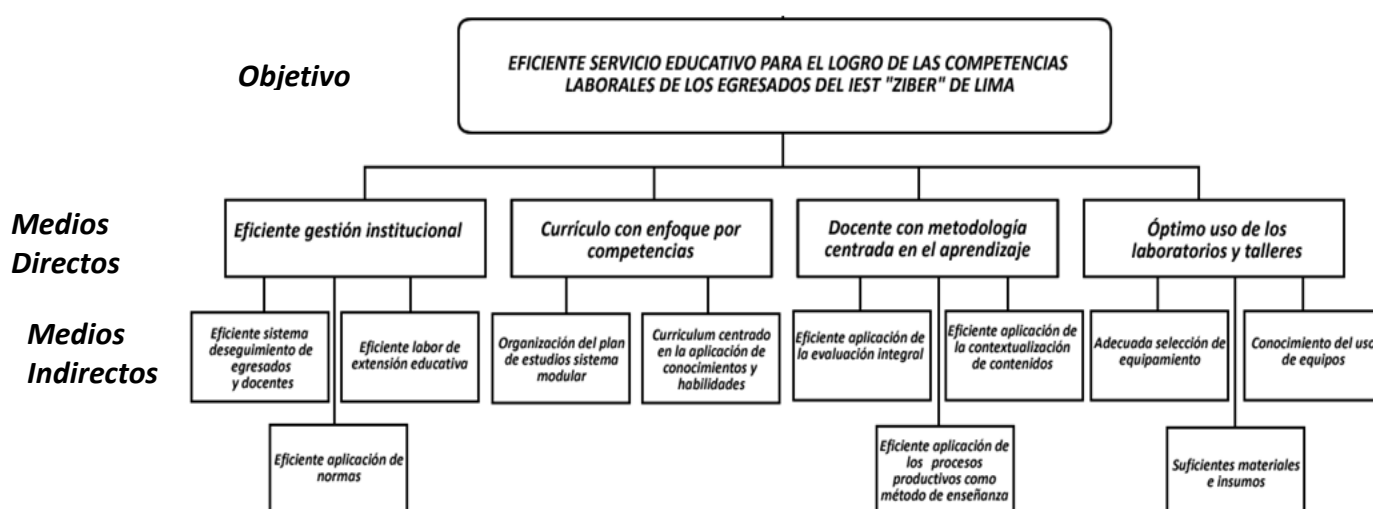 Objetivo
EFICIENTE SERVICIO EDUCATIVO PARA EL LOGRO DE LAS COMPETENCIAS
LABORALES DE LOS EGRESADOS DEL IEST "ZIBER" DE LIMA
Medios
Directos
Eficiente gestión institucional
Currículo con enfoque por
competencias
Docente con metodología
centrada en el aprendizaje
Óptimo uso de los
laboratorios y talleres
Medios
Indirectos
Eficiente sistema
deseguimiento de
egresados
y docentes
Eficiente labor de
extensión educativa
Organización del plan
de estudios sistema
modular
Curriculum centrado
en la aplicación de
conocimientos y
habilidades
Eficiente aplicación de
la evaluación integral
Eficiente aplicación de
la contextualización
de contenidos
Adecuada selección de
equipamiento
Conocimiento del uso
de equipos
Eficiente aplicación de
normas
Eficiente aplicación de
los procesos
productivos como
método de enseñanza
Suficientes materiales
e insumos